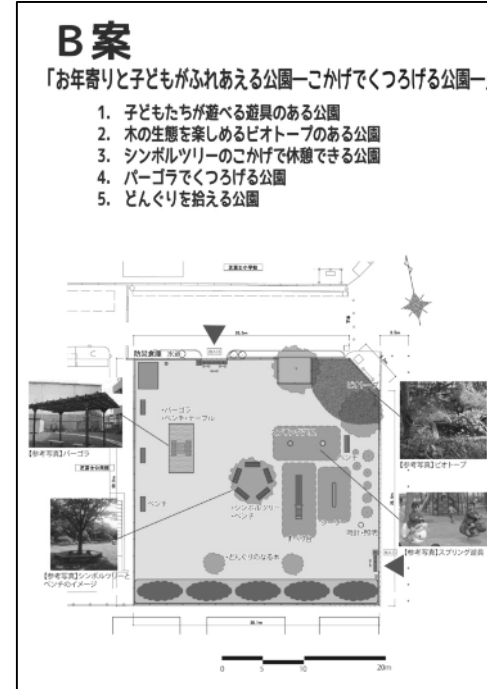 B案
「お年寄りと子どもがふれあえる公園ーこかげでくつろげる公園ー」
1. 子どもたちが遊べる遊具のある公園
2. 木の生態を楽しめるビオトープのある公園
3. シンボルツリーのこかげで休憩できる公園
4. パーゴラでくつろげる公園
5. どんぐりを拾える公園
防災倉庫 水道
ビオトープ
・パーゴラ
・ベンチ・テーブル
【参考写真】パーゴラ
【参考写真】ビオトープ
ベンチ
ベンチ
・シンボルツリー
・ベンチ
時計・照明
【参考写真】スプリング遊具
・どんぐりのなる木
【参考写真】シンボルツリーと
ベンチのイメージ
0 5 10 20m